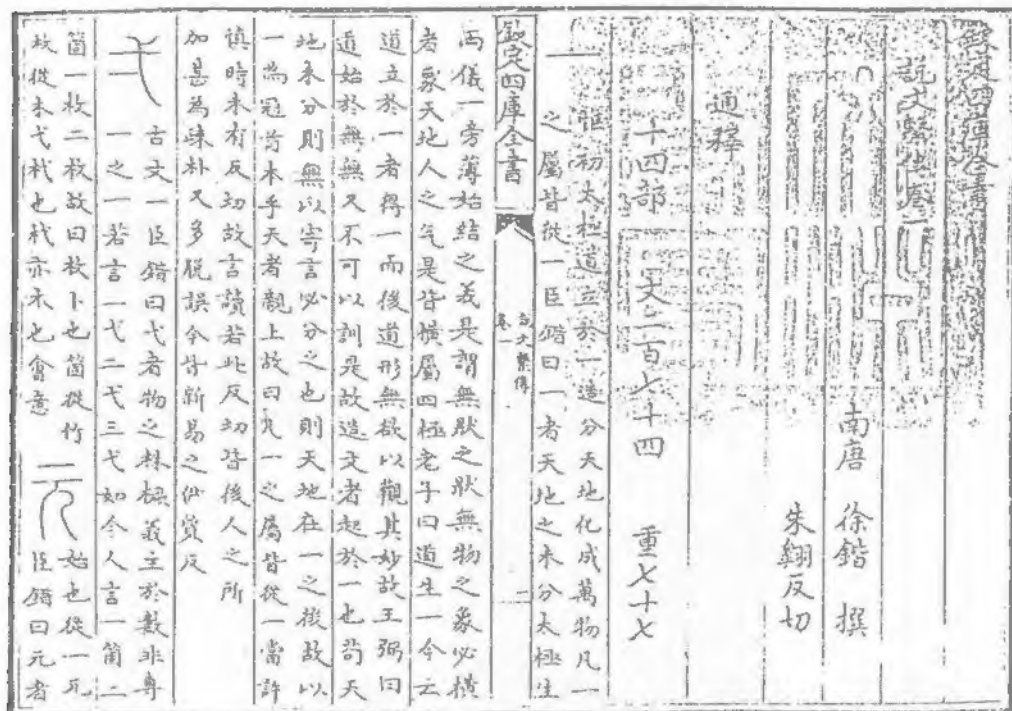 欽定四庫全書
說文繫傳卷一
南唐　徐鍇　撰
朱翱反切
通釋
十四部　文二百七十四　重七十七
一
惟初太極道立於一造分天地化成萬物凡一
之屬皆從一臣鍇曰一者天地之未分太極生
欽定四庫全書
說文繫傳
卷一
二
兩儀一旁薄始結之義是謂無狀之狀無物之象必橫
者象天地人之气是皆橫屬四極老子曰道生一今云
道立於一者得一而後道形無欲以觀其妙故王弼曰
道始於無無又不可以訓是故造文者起於一也苟天
地未分則無以寄言必分之也則天地在一之後故以
一為冠首本乎天者親上故曰凡一之屬皆從一當許
慎時未有反切故言讀若此反切皆後人之所
加甚為疎朴又多脫誤今皆新易之伊質反
弌
古文一臣鍇曰弋者物之株橛義主於數非專
一之一若言一弋二弋三弋如今人言一箇二
箇一枚二枚故曰枚卜也箇從竹
枚從木弋杙也杙亦木也會意
元
始也從一兀
臣鍇曰元者